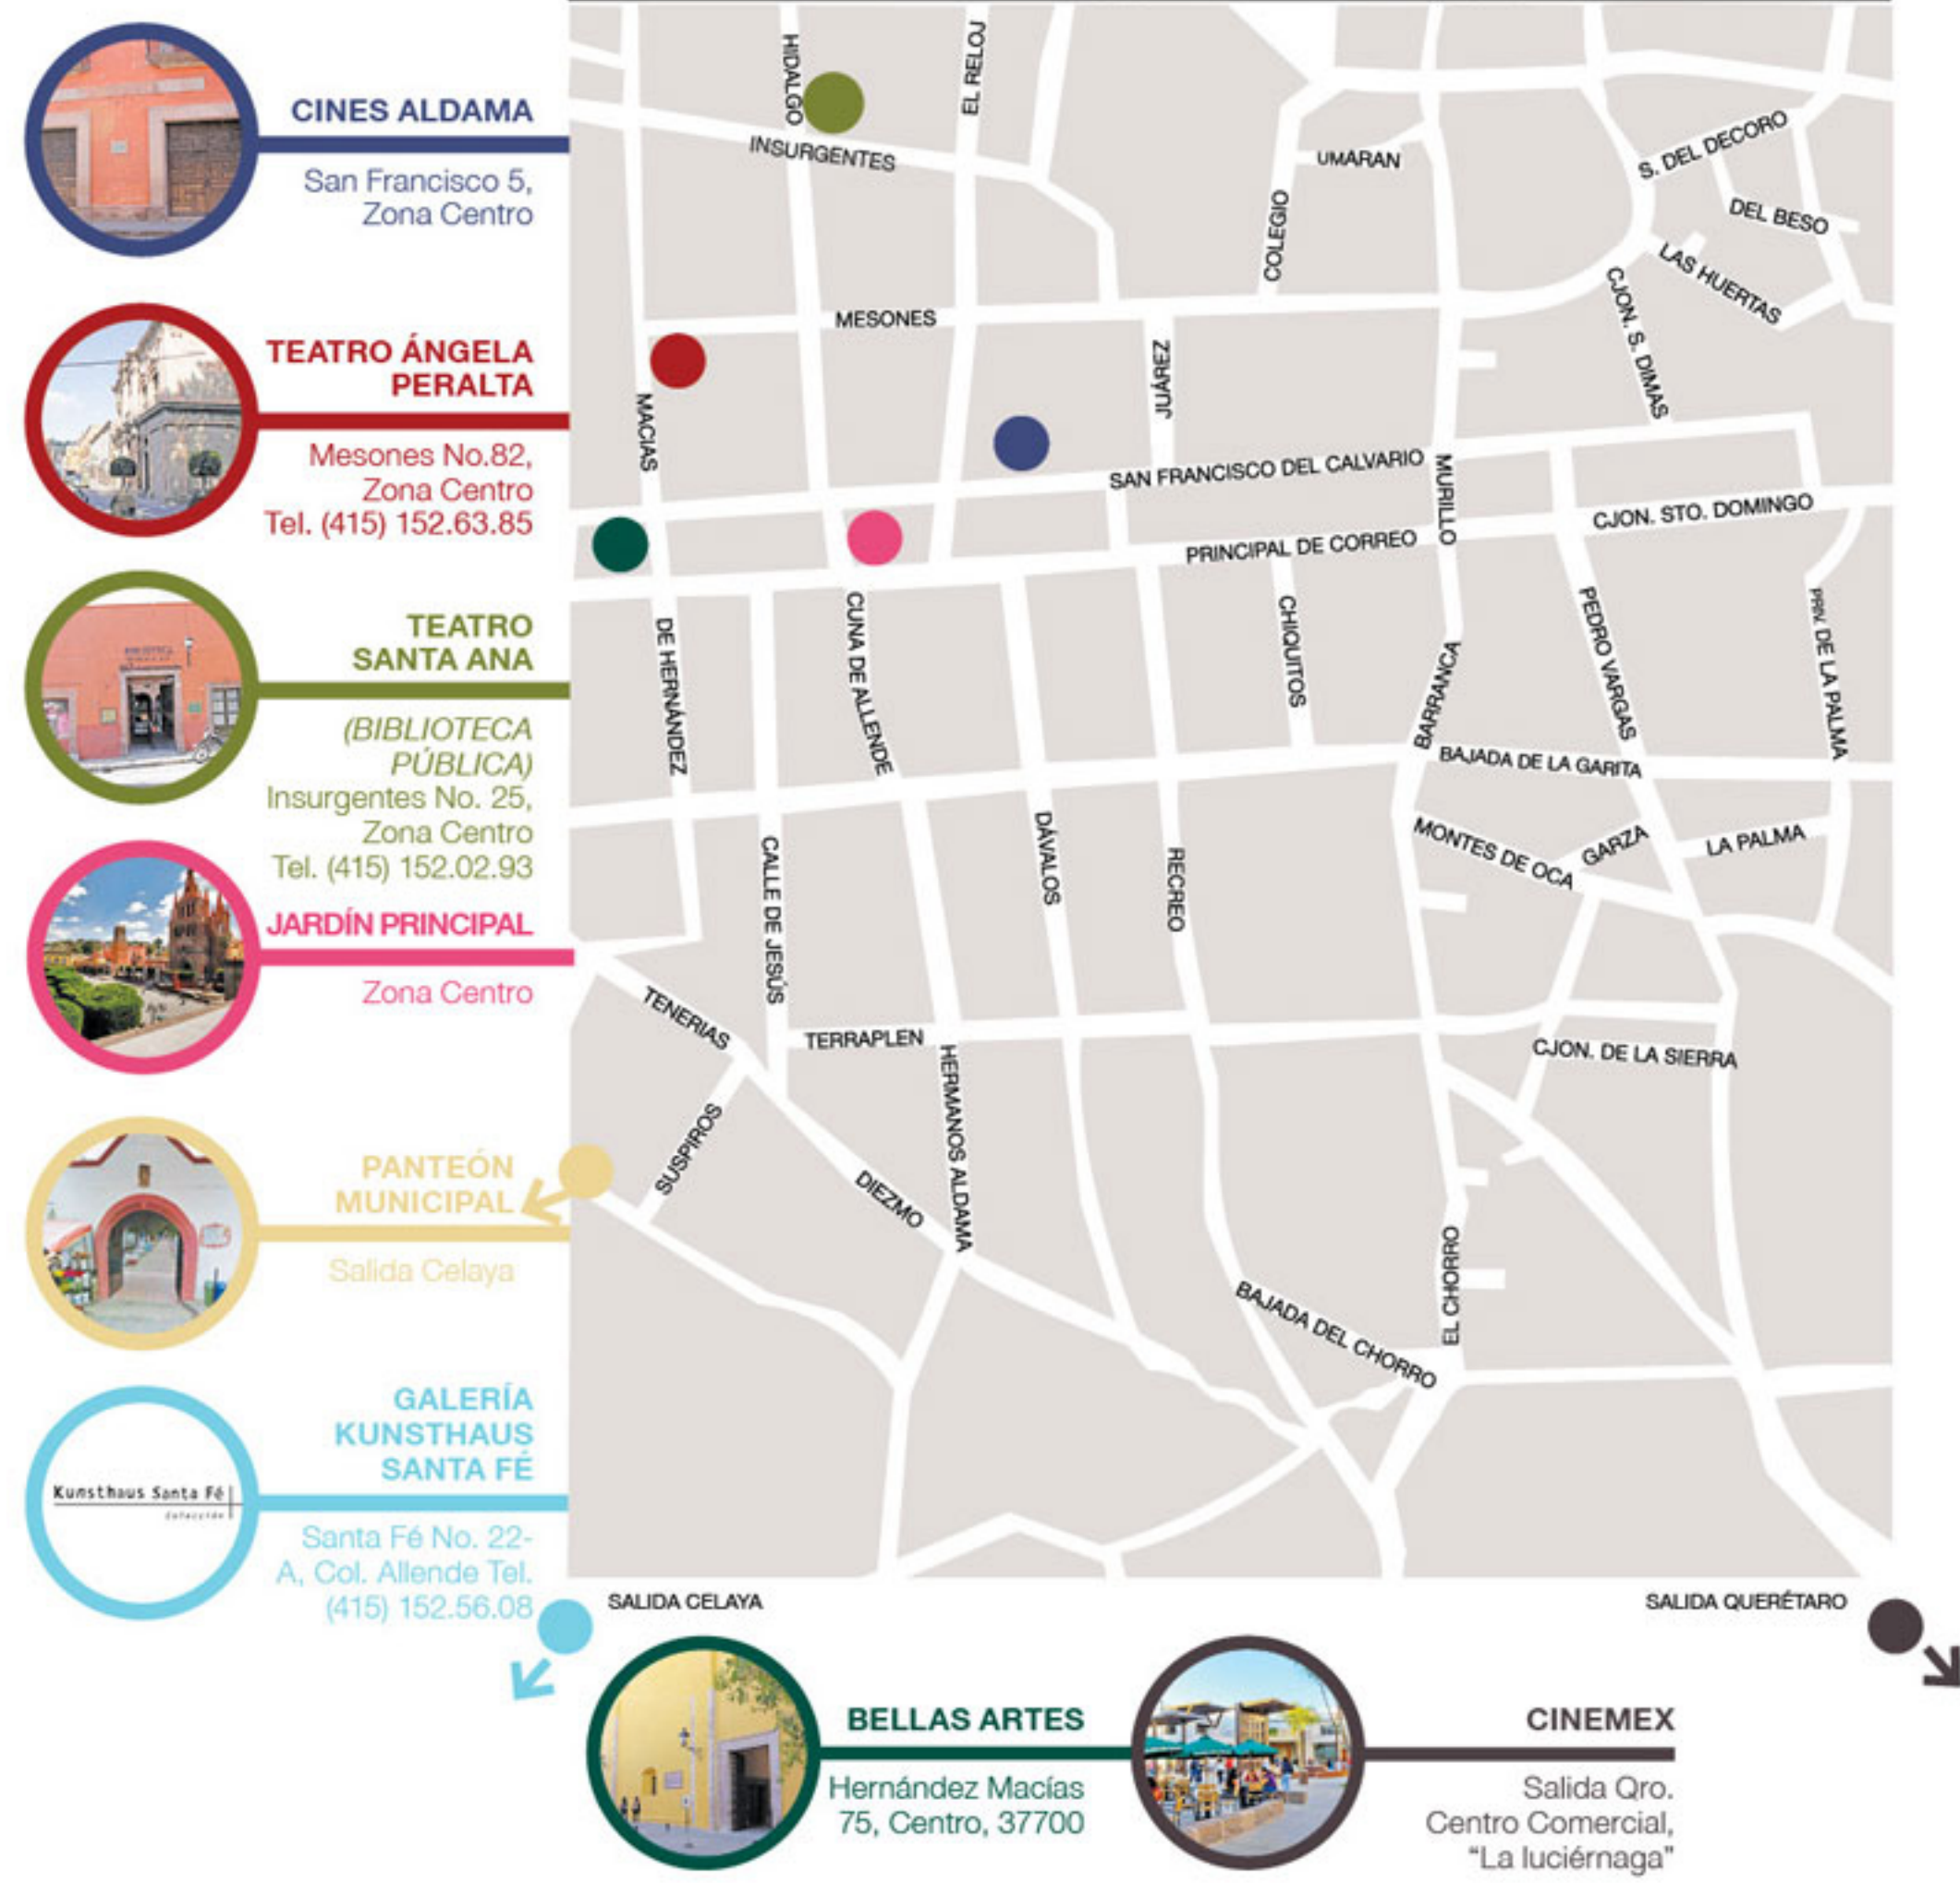 CINES ALDAMA
San Francisco 5,
Zona Centro
TEATRO ÁNGELA
PERALTA
Mesones No.82,
Zona Centro
Tel. (415) 152.63.85
TEATRO
SANTA ANA
(BIBLIOTECA
PÚBLICA)
Insurgentes No. 25,
Zona Centro
Tel. (415) 152.02.93
JARDÍN PRINCIPAL
Zona Centro
PANTEÓN
MUNICIPAL
Salida Celaya
GALERÍA
KUNSTHAUS
SANTA FÉ
Kunsthaus Santa Fé
Santa Fé No. 22-
A, Col. Allende Tel.
(415) 152.56.08
HIDALGO
EL RELOJ
INSURGENTES
UMARAN
COLEGIO
S. DEL DECORO
DEL BESO
LAS HUERTAS
CJON. S. DIMAS
MESONES
JUAREZ
MACIAS
SAN FRANCISCO DEL CALVARIO
MURILLO
CJON. STO. DOMINGO
PRINCIPAL DE CORREO
DE HERNÁNDEZ
CUNA DE ALLENDE
CHIQUITOS
BARRANCA
PEDRO VARGAS
PRIV. DE LA PALMA
BAJADA DE LA GARITA
MONTES DE OCA
GARZA
LA PALMA
CALLE DE JESÚS
DÁVALOS
RECREO
TENERIAS
TERRAPLEN
CJON. DE LA SIERRA
SUSPIROS
DIEZMO
HERMANOS ALDAMA
EL CHORRO
BAJADA DEL CHORRO
SALIDA CELAYA
SALIDA QUERÉTARO
BELLAS ARTES
Hernández Macías
75, Centro, 37700
CINEMEX
Salida Qro.
Centro Comercial,
“La luciérnaga”